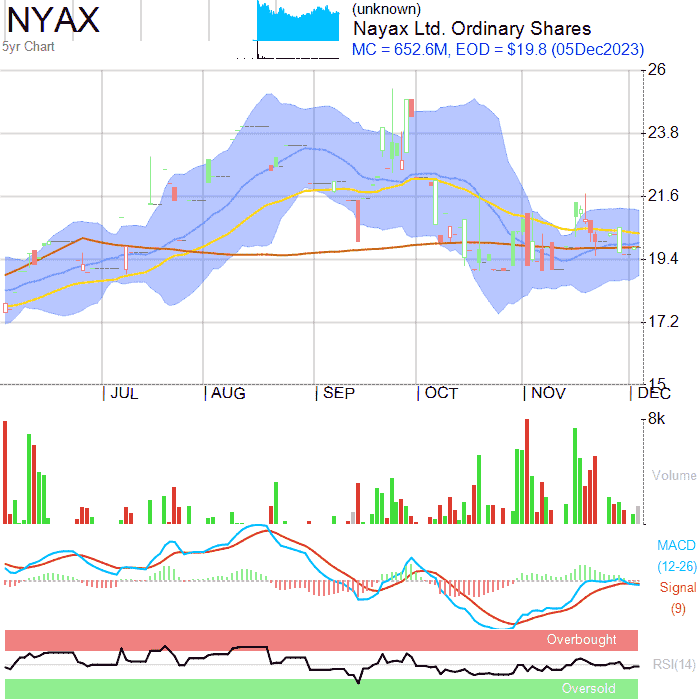 NYAX
5yr Chart
(unknown)
Nayax Ltd. Ordinary Shares
MC = 652.6M, EOD = $19.8 (05Dec2023)
26
23.8
21.6
19.4
17.2
15
JUL AUG SEP OCT NOV DEC
8k
Volume
MACD
(12-26)
Signal
(9)
Overbought
RSI(14)
Oversold